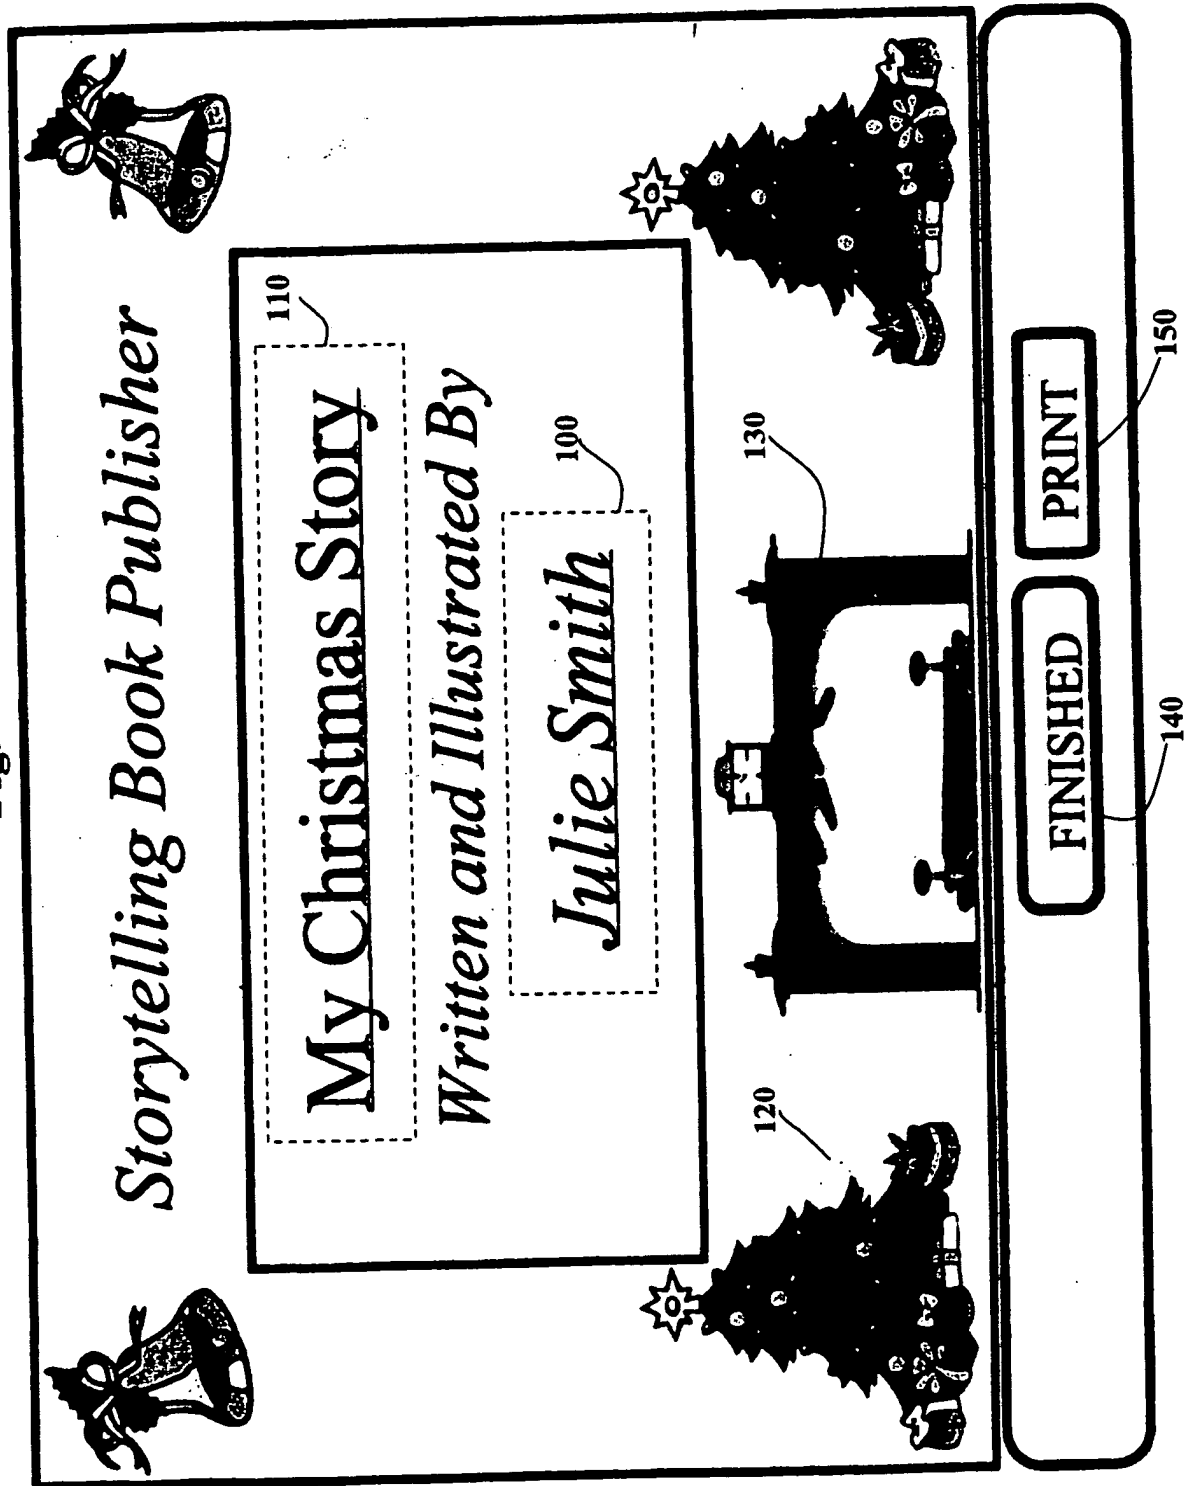 Storytelling Book Publisher
110
My Christmas Story
Written and Illustrated By
100
Julie Smith
120
130
FINISHED
PRINT
140
150